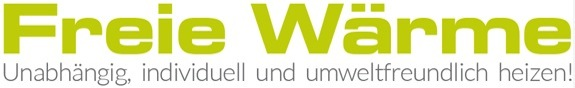 Freie Wärme
Unabhängig, individuell und umweltfreundlich heizen!